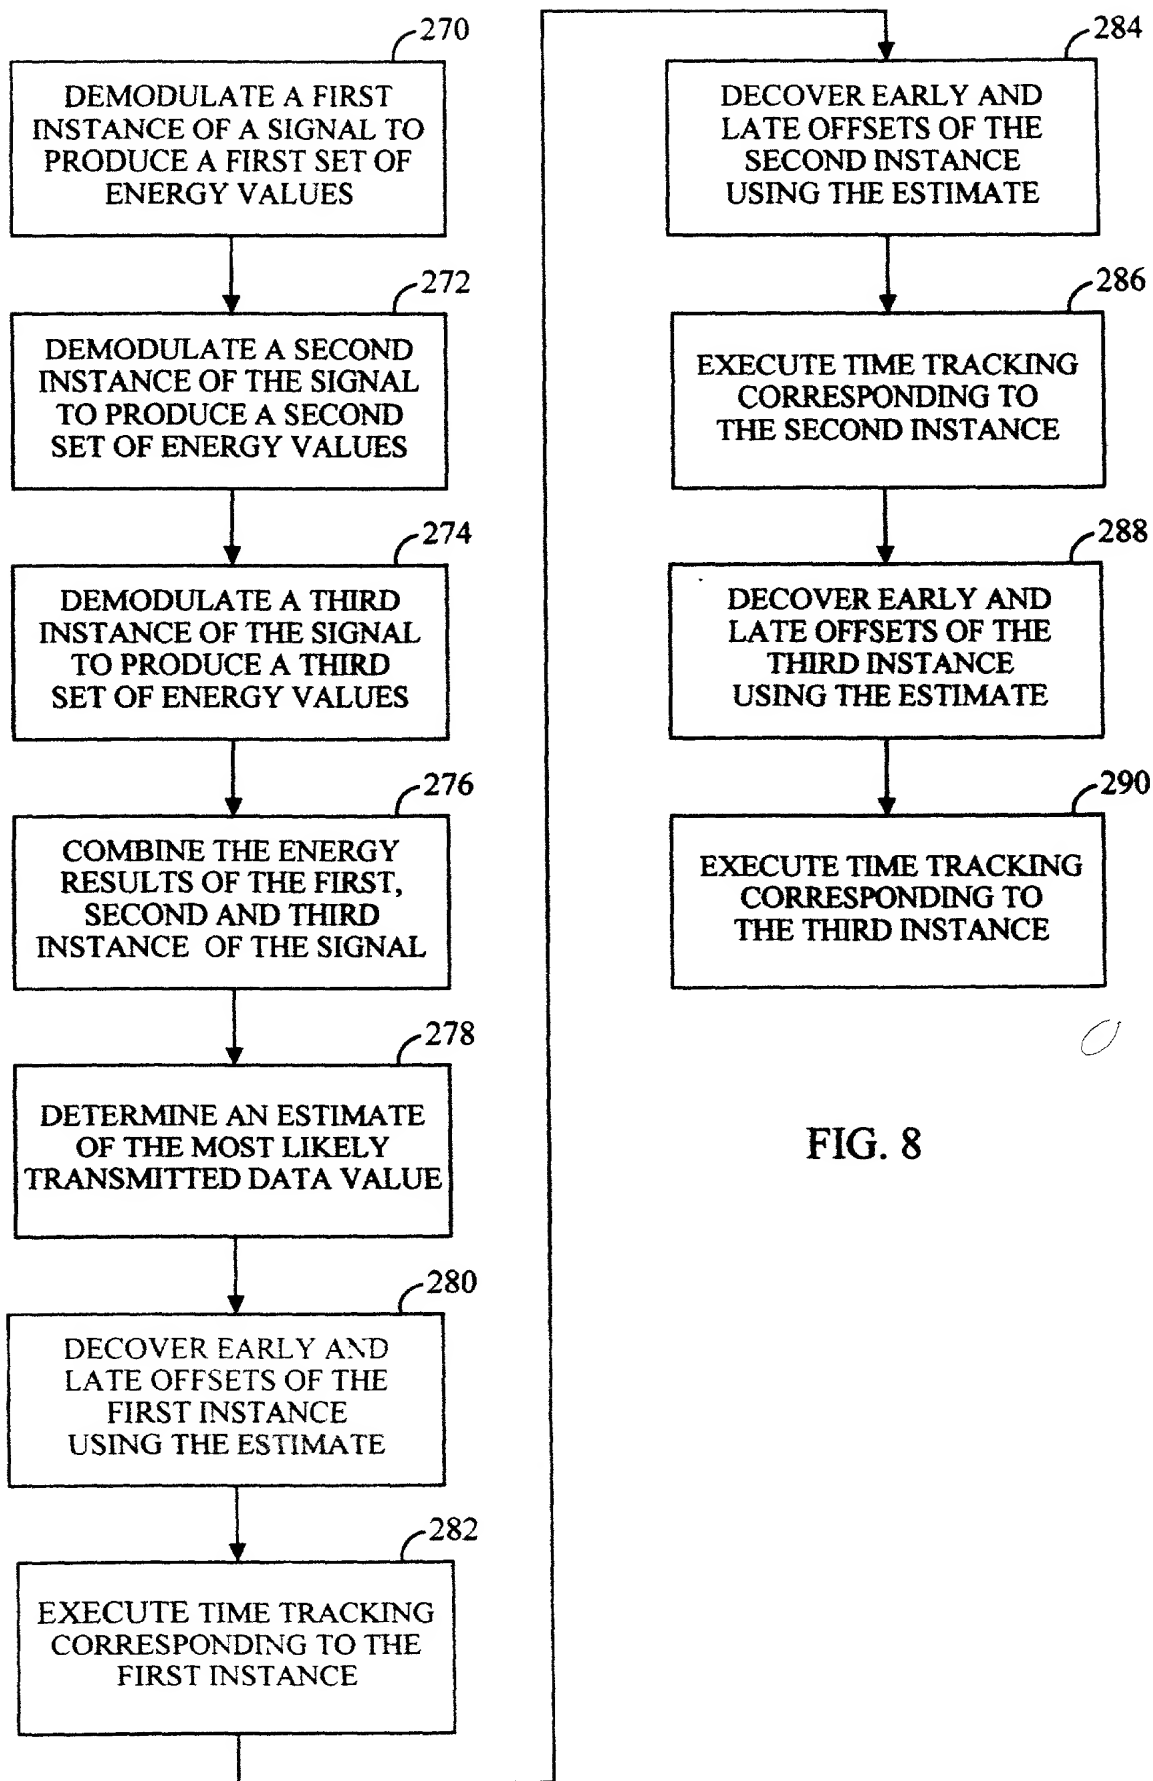 270
DEMODULATE A FIRST
INSTANCE OF A SIGNAL TO
PRODUCE A FIRST SET OF
ENERGY VALUES
272
DEMODULATE A SECOND
INSTANCE OF THE SIGNAL
TO PRODUCE A SECOND
SET OF ENERGY VALUES
274
DEMODULATE A THIRD
INSTANCE OF THE SIGNAL
TO PRODUCE A THIRD
SET OF ENERGY VALUES
276
COMBINE THE ENERGY
RESULTS OF THE FIRST,
SECOND AND THIRD
INSTANCE OF THE SIGNAL
278
DETERMINE AN ESTIMATE
OF THE MOST LIKELY
TRANSMITTED DATA VALUE
280
DECOVER EARLY AND
LATE OFFSETS OF THE
FIRST INSTANCE
USING THE ESTIMATE
282
EXECUTE TIME TRACKING
CORRESPONDING TO THE
FIRST INSTANCE
284
DECOVER EARLY AND
LATE OFFSETS OF THE
SECOND INSTANCE
USING THE ESTIMATE
286
EXECUTE TIME TRACKING
CORRESPONDING TO
THE SECOND INSTANCE
288
DECOVER EARLY AND
LATE OFFSETS OF THE
THIRD INSTANCE
USING THE ESTIMATE
290
EXECUTE TIME TRACKING
CORRESPONDING TO
THE THIRD INSTANCE
FIG. 8